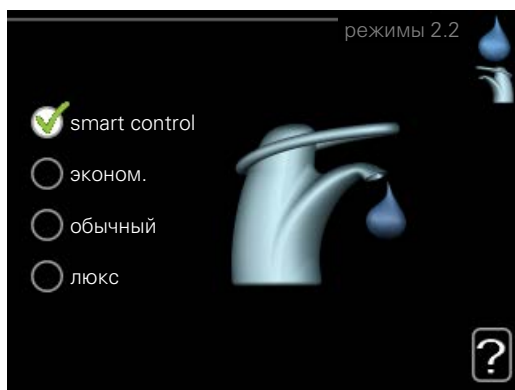 режимы 2.2
smart control
эконом.
обычный
люкс
?